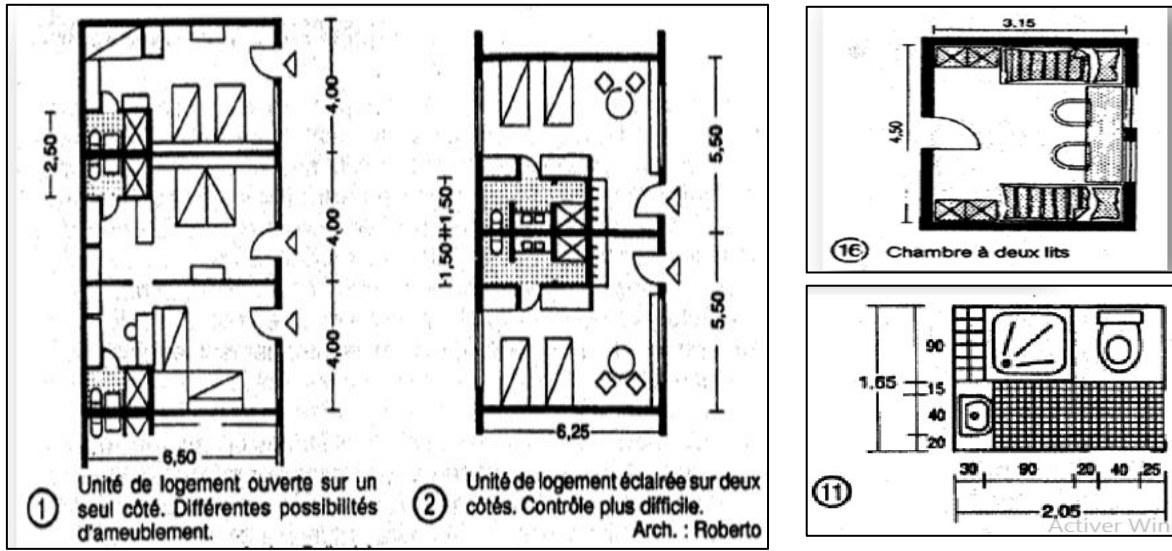 2,50
4,00
4,00
4,00
6,50
1 Unité de logement ouverte sur un
seul côté. Différentes possibilités
d'ameublement.
1,50
1,50
5,50
5,50
6,25
2 Unité de logement éclairée sur deux
côtés. Contrôle plus difficile.
Arch. : Roberto
3,15
4,50
16 Chambre à deux lits
1,65
90
15
40
20
30 90 20 40 25
2,05
11
Activer Win